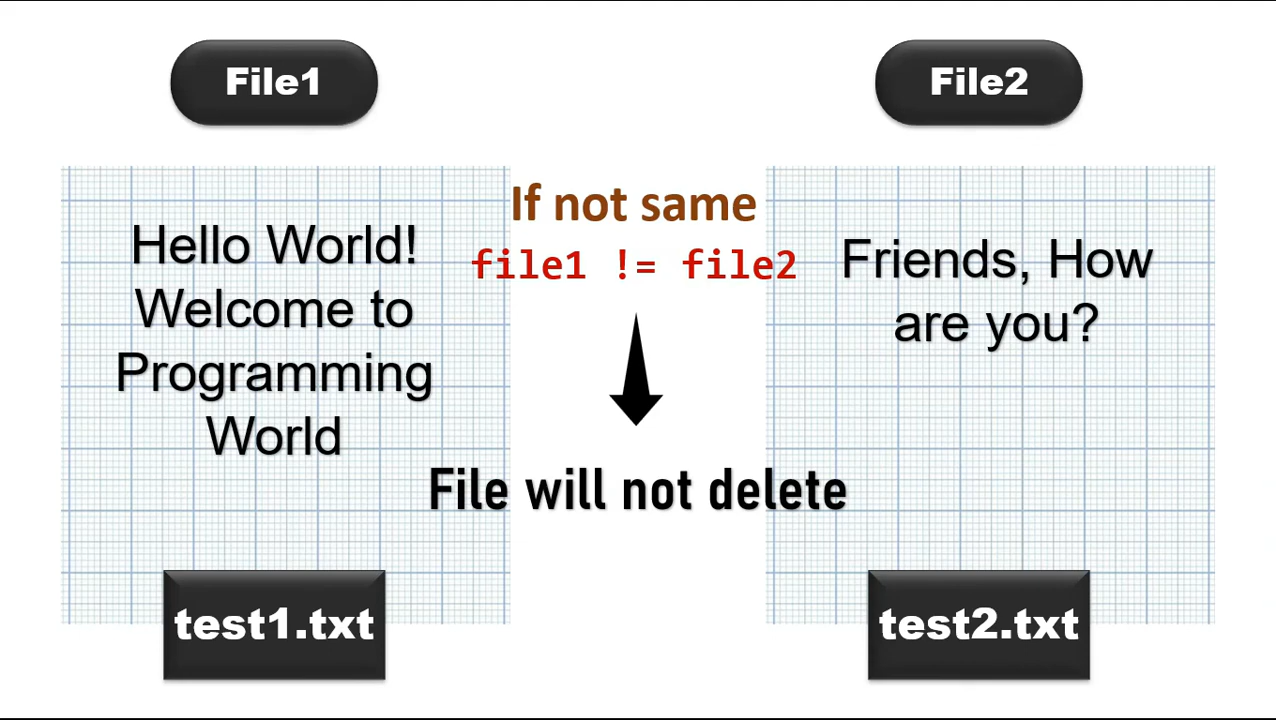 File1
File2
Hello World!
Welcome to
Programming
World
If not same
file1 != file2
File will not delete
Friends, How
are you?
test1.txt
test2.txt